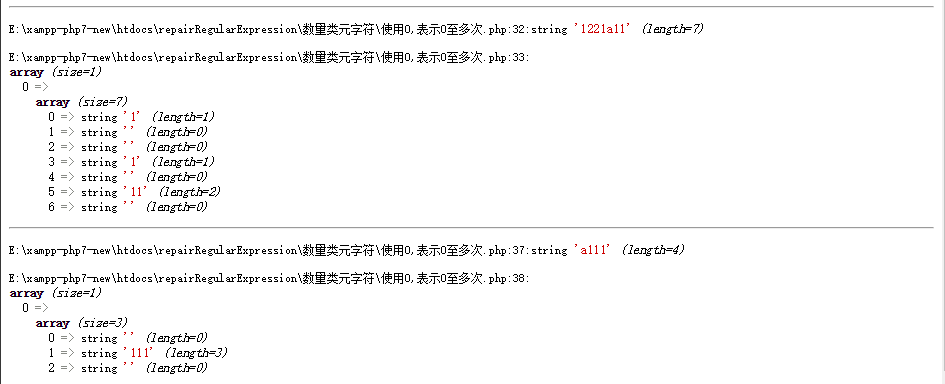 E:\xampp-php7-new\htdocs\repairRegularExpression\数量类元字符\使用0,表示0至多次.php:32:string '1221a11' (length=7)
E:\xampp-php7-new\htdocs\repairRegularExpression\数量类元字符\使用0,表示0至多次.php:33:
array (size=1)
0 =>
array (size=7)
0 => string '1' (length=1)
1 => string '' (length=0)
2 => string '' (length=0)
3 => string '1' (length=1)
4 => string '' (length=0)
5 => string '11' (length=2)
6 => string '' (length=0)
E:\xampp-php7-new\htdocs\repairRegularExpression\数量类元字符\使用0,表示0至多次.php:37:string 'a111' (length=4)
E:\xampp-php7-new\htdocs\repairRegularExpression\数量类元字符\使用0,表示0至多次.php:38:
array (size=1)
0 =>
array (size=3)
0 => string '' (length=0)
1 => string '111' (length=3)
2 => string '' (length=0)